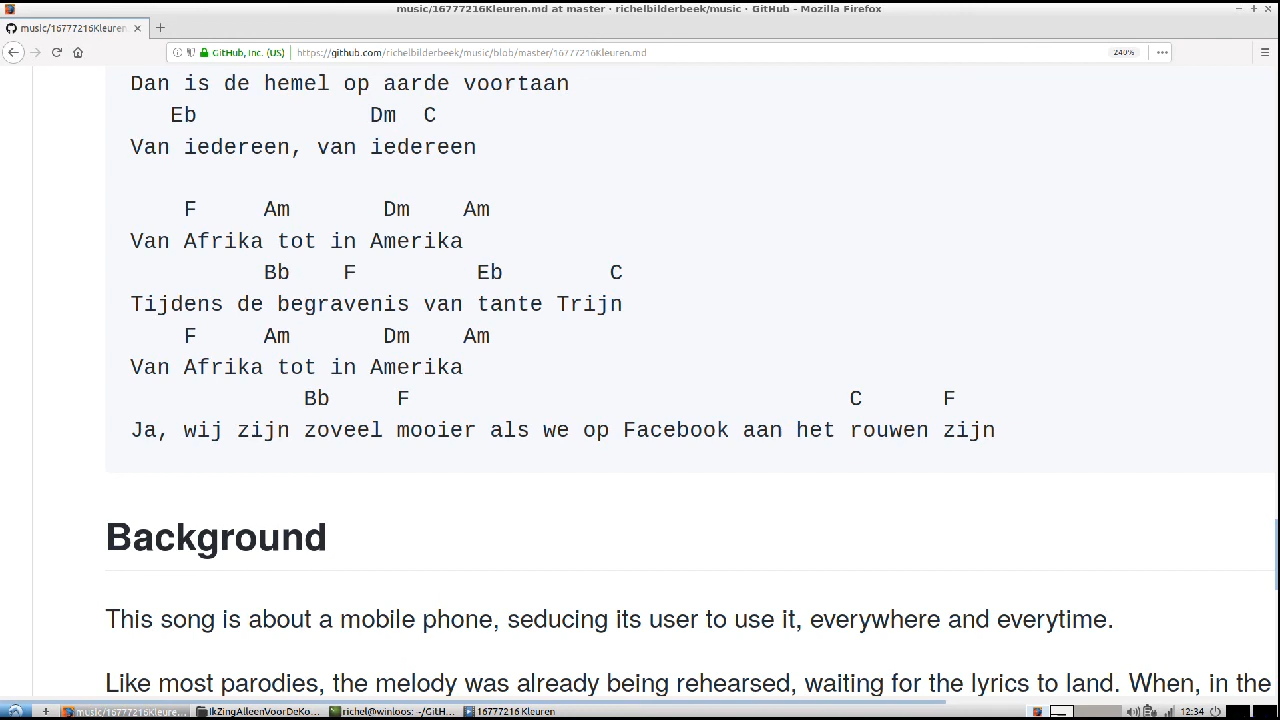 music/16777216Kleuren.md at master · richelbilderbeek/music · GitHub - Mozilla Firefox
music/16777216Kleuren.
GitHub, Inc. (US)
https://github.com/richelbilderbeek/music/blob/master/16777216Kleuren.md
240%
Dan is de hemel op aarde voortaan
Eb Dm C
Van iedereen, van iedereen
F Am Dm Am
Van Afrika tot in Amerika
Bb F Eb C
Tijdens de begravenis van tante Trijn
F Am Dm Am
Van Afrika tot in Amerika
Bb F C F
Ja, wij zijn zoveel mooier als we op Facebook aan het rouwen zijn
Background
This song is about a mobile phone, seducing its user to use it, everywhere and everytime.
Like most parodies, the melody was already being rehearsed, waiting for the lyrics to land. When, in the
music/16777216Kleure... IkZingAlleenVoorDeKo... richel@winloos: ~/GitH... 16777216 Kleuren 12:34